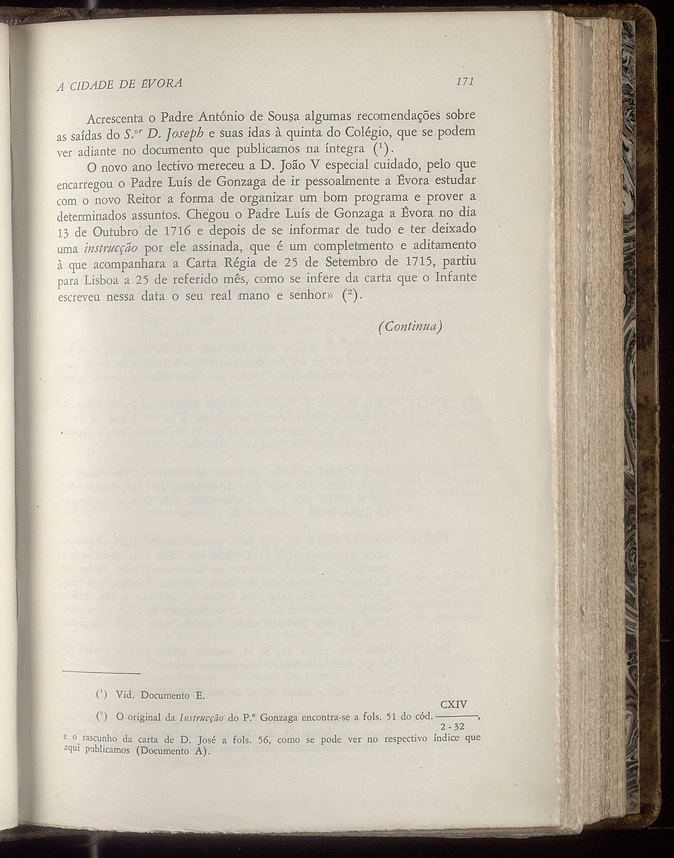 A CIDADE DE ÉVORA 171
Acrescenta o Padre António de Sousa algumas recomendações sobre
as saídas do S.ᵒʳ D. Joseph e suas idas à quinta do Colégio, que se podem
ver adiante no documento que publicamos na íntegra (¹).
O novo ano lectivo mereceu a D. João V especial cuidado, pelo que
encarregou o Padre Luís de Gonzaga de ir pessoalmente a Évora estudar
com o novo Reitor a forma de organizar um bom programa e prover a
determinados assuntos. Chegou o Padre Luís de Gonzaga a Évora no dia
13 de Outubro de 1716 e depois de se informar de tudo e ter deixado
uma instrucção por ele assinada, que é um completmento e aditamento
à que acompanhara a Carta Régia de 25 de Setembro de 1715, partiu
para Lisboa a 25 de referido mês, como se infere da carta que o Infante
escreveu nessa data o seu real mano e senhor» (²).
(Continua)
(¹) Vid. Documento E.
(²) O original da Instrucção do P.ᵉ Gonzaga encontra-se a fols. 51 do cód. CXIV
2 - 32,
e o rascunho da carta de D. José a fols. 56, como se pode ver no respectivo índice que
aqui publicamos (Documento A).